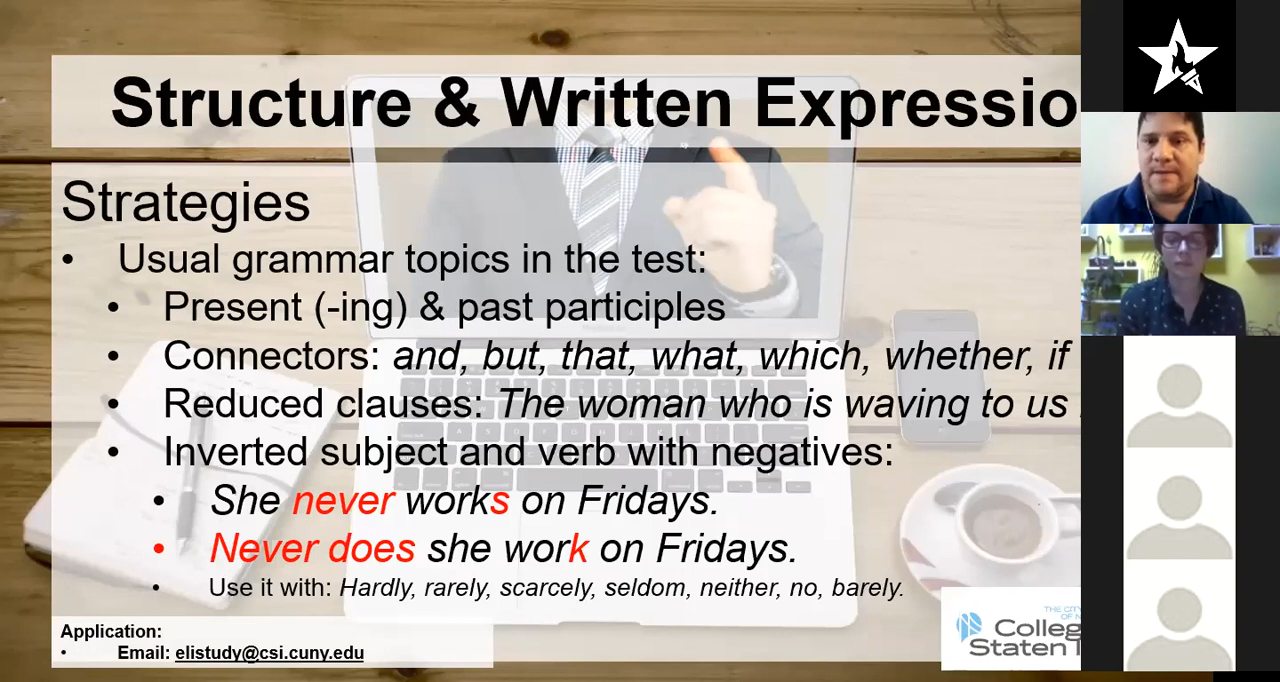 Structure & Written Expressio
Strategies
• Usual grammar topics in the test:
• Present (-ing) & past participles
• Connectors: and, but, that, what, which, whether, if
• Reduced clauses: The woman who is waving to us
• Inverted subject and verb with negatives:
• She never works on Fridays.
• Never does she work on Fridays.
• Use it with: Hardly, rarely, scarcely, seldom, neither, no, barely.
Application:
• Email: elistudy@csi.cuny.edu
THE CITY
OF N
Colleg
Staten